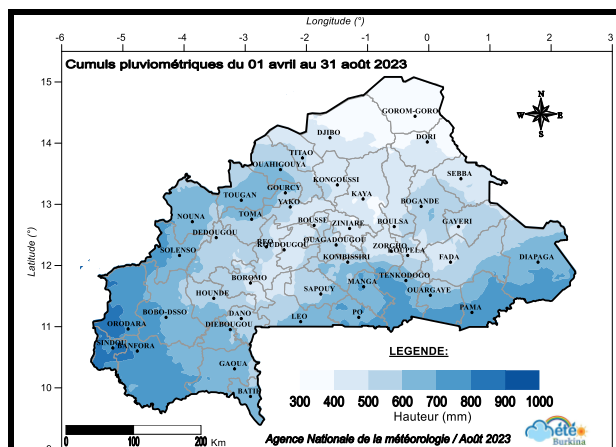 Longitude (°)
-6 -5 -4 -3 -2 -1 0 1 2 3
Cumuls pluviométriques du 01 avril au 31 août 2023
15
N
W E
S
GOROM-GORO
DJIBO
DORI
14
TITAO
OUAHIGOUYA
KONGOUSSI
SEBBA
TOUGAN
GOURCY
KAYA
13
YAKO
BOGANDE
NOUNA
TOMA
BOUSSE
ZINIARE
BOULSA
GAYERI
DEDOUGOU
OUAGADOUGOU
KOUDOUGOU
ZORGHO
KOUPELA
SOLENSO
KOMBISSIRI
FADA
DIAPAGA
12
Latitude (°)
BOROMO
TENKODOGO
HOUNDE
SAPOUY
MANGA
OUARGAYE
BOBO-DSSO
DANO
LEO
PO
PAMA
ORODARA
DIEBOUGOU
11
SINDOU
BANFORA
GAOUA
BATIE
10
LEGENDE:
300 400 500 600 700 800 900 1000
Hauteur (mm)
0 100 200
Km
Agence Nationale de la météorologie / Août 2023
météo
Burkina